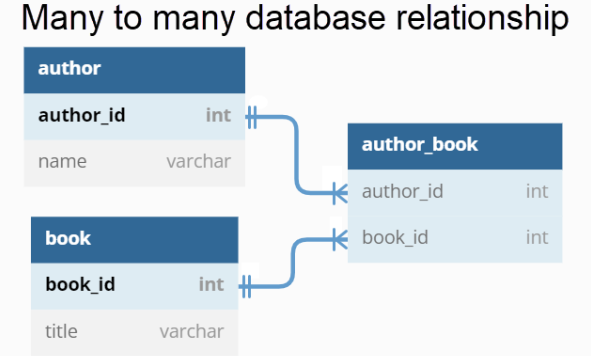 Many to many database relationship
author
author_id int
name varchar
book
book_id int
title varchar
author_book
author_id int
book_id int